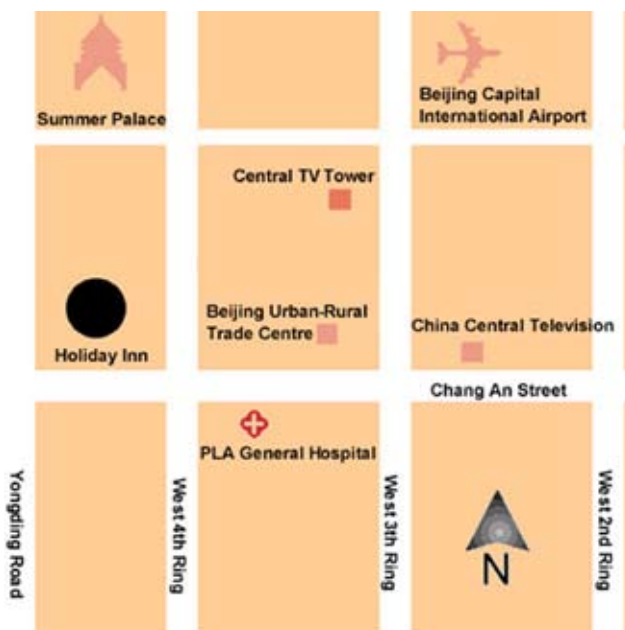 Summer Palace
Beijing Capital
International Airport
Central TV Tower
Beijing Urban-Rural
Trade Centre
China Central Television
Holiday Inn
Chang An Street
PLA General Hospital
Yongding Road
West 4th Ring
West 3th Ring
West 2nd Ring
N